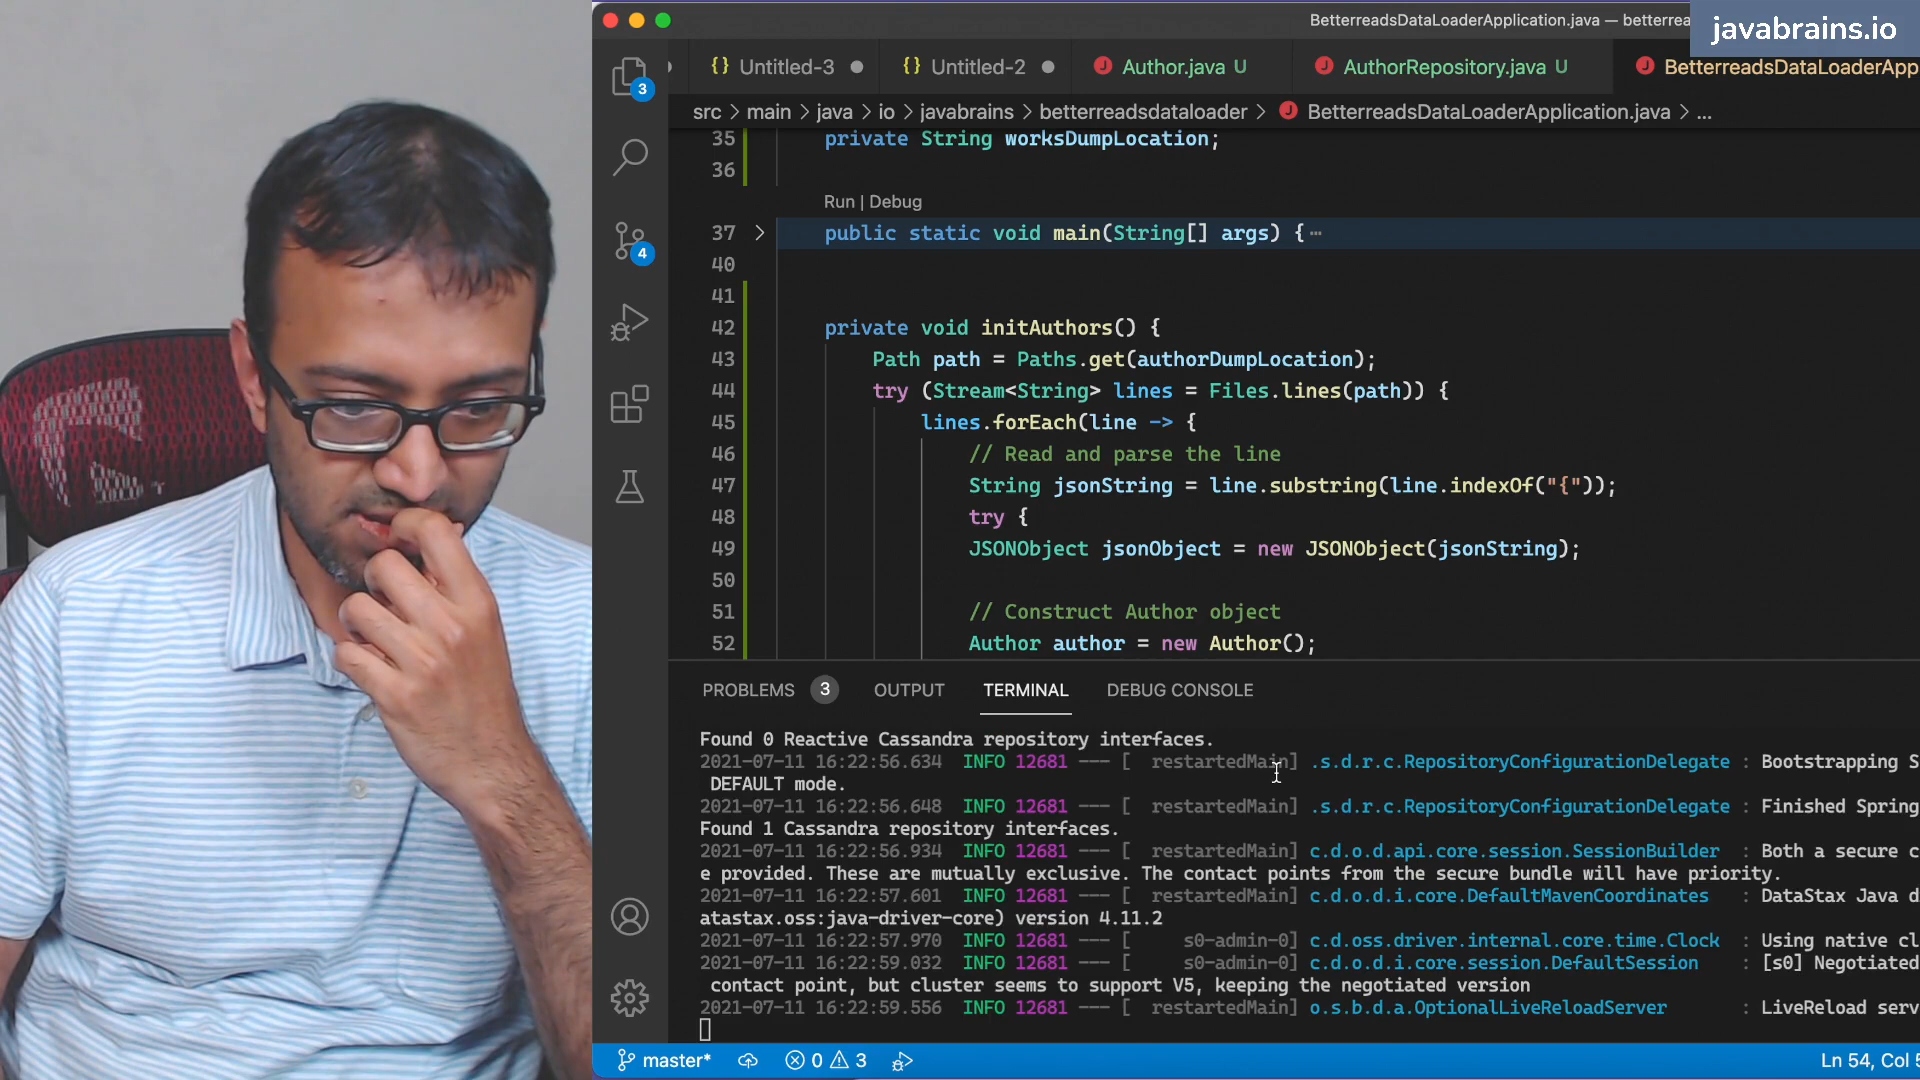 BetterreadsDataLoaderApplication.java — betterrea
javabrains.io
3
{} Untitled-3
{} Untitled-2
J Author.java U
J AuthorRepository.java U
J BetterreadsDataLoaderApp
src > main > java > io > javabrains > betterreadsdataloader > J BetterreadsDataLoaderApplication.java > ...
35 private String worksDumpLocation;
36
Run | Debug
37 public static void main(String[] args) { ⋯
4
40
41
42 private void initAuthors() {
43 Path path = Paths.get(authorDumpLocation);
44 try (Stream<String> lines = Files.lines(path)) {
45 lines.forEach(line -> {
46 // Read and parse the line
47 String jsonString = line.substring(line.indexOf("{"));
48 try {
49 JSONObject jsonObject = new JSONObject(jsonString);
50
51 // Construct Author object
52 Author author = new Author();
PROBLEMS 3 OUTPUT TERMINAL DEBUG CONSOLE
Found 0 Reactive Cassandra repository interfaces.
2021-07-11 16:22:56.634 INFO 12681 --- [ restartedMain] .s.d.r.c.RepositoryConfigurationDelegate : Bootstrapping S
DEFAULT mode.
2021-07-11 16:22:56.648 INFO 12681 --- [ restartedMain] .s.d.r.c.RepositoryConfigurationDelegate : Finished Spring
Found 1 Cassandra repository interfaces.
2021-07-11 16:22:56.934 INFO 12681 --- [ restartedMain] c.d.o.d.api.core.session.SessionBuilder : Both a secure c
e provided. These are mutually exclusive. The contact points from the secure bundle will have priority.
2021-07-11 16:22:57.601 INFO 12681 --- [ restartedMain] c.d.o.d.i.core.DefaultMavenCoordinates : DataStax Java d
atastax.oss:java-driver-core) version 4.11.2
2021-07-11 16:22:57.970 INFO 12681 --- [ s0-admin-0] c.d.oss.driver.internal.core.time.Clock : Using native cl
2021-07-11 16:22:59.032 INFO 12681 --- [ s0-admin-0] c.d.o.d.i.core.session.DefaultSession : [s0] Negotiated
contact point, but cluster seems to support V5, keeping the negotiated version
2021-07-11 16:22:59.556 INFO 12681 --- [ restartedMain] o.s.b.d.a.OptionalLiveReloadServer : LiveReload serv
master* 0 3
Ln 54, Col 5